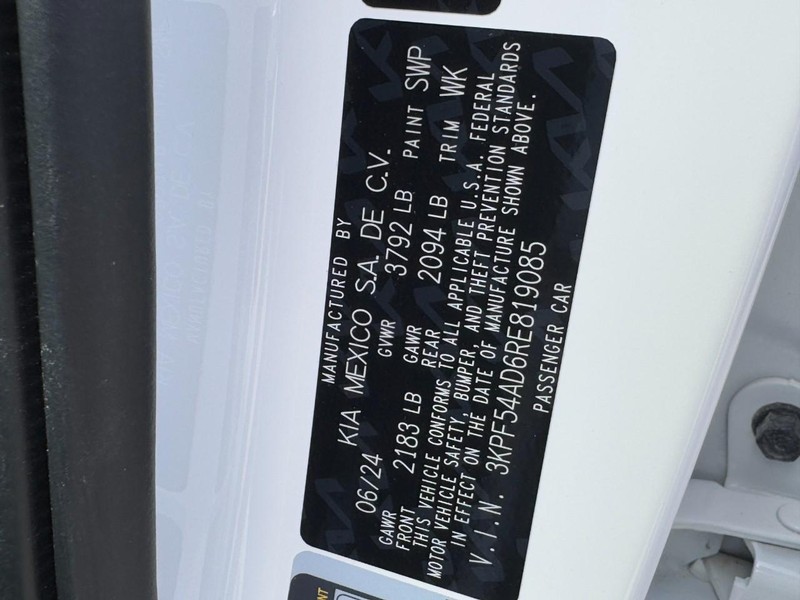 MANUFACTURED BY
06/24 KIA MEXICO S.A. DE C.V.
GAWR FRONT 2183 LB GVWR 3792 LB PAINT SWP
GAWR REAR 2094 LB TRIM WK
THIS VEHICLE CONFORMS TO ALL APPLICABLE U.S.A. FEDERAL
MOTOR VEHICLE SAFETY, BUMPER, AND THEFT PREVENTION STANDARDS
IN EFFECT ON THE DATE OF MANUFACTURE SHOWN ABOVE.
V.I.N. 3KPF54AD6RE819085
PASSENGER CAR